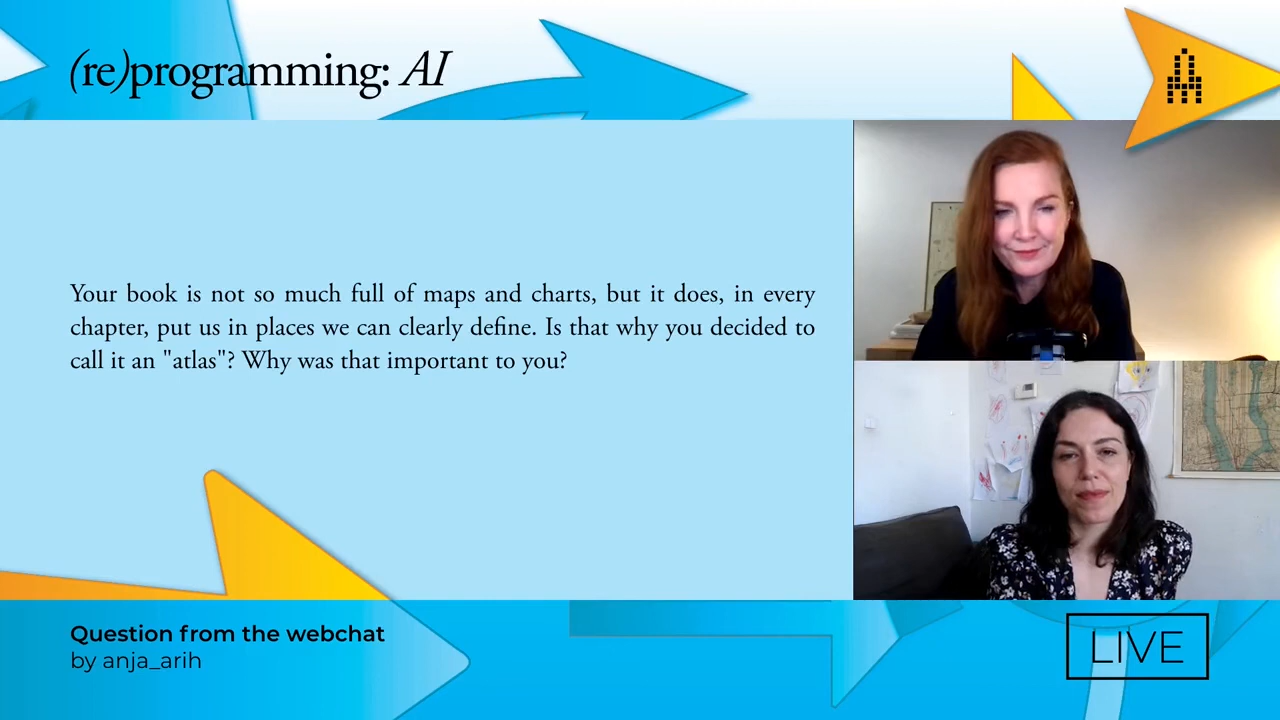 (re)programming: AI
Your book is not so much full of maps and charts, but it does, in every
chapter, put us in places we can clearly define. Is that why you decided to
call it an "atlas"? Why was that important to you?
Question from the webchat
by anja_arih
LIVE